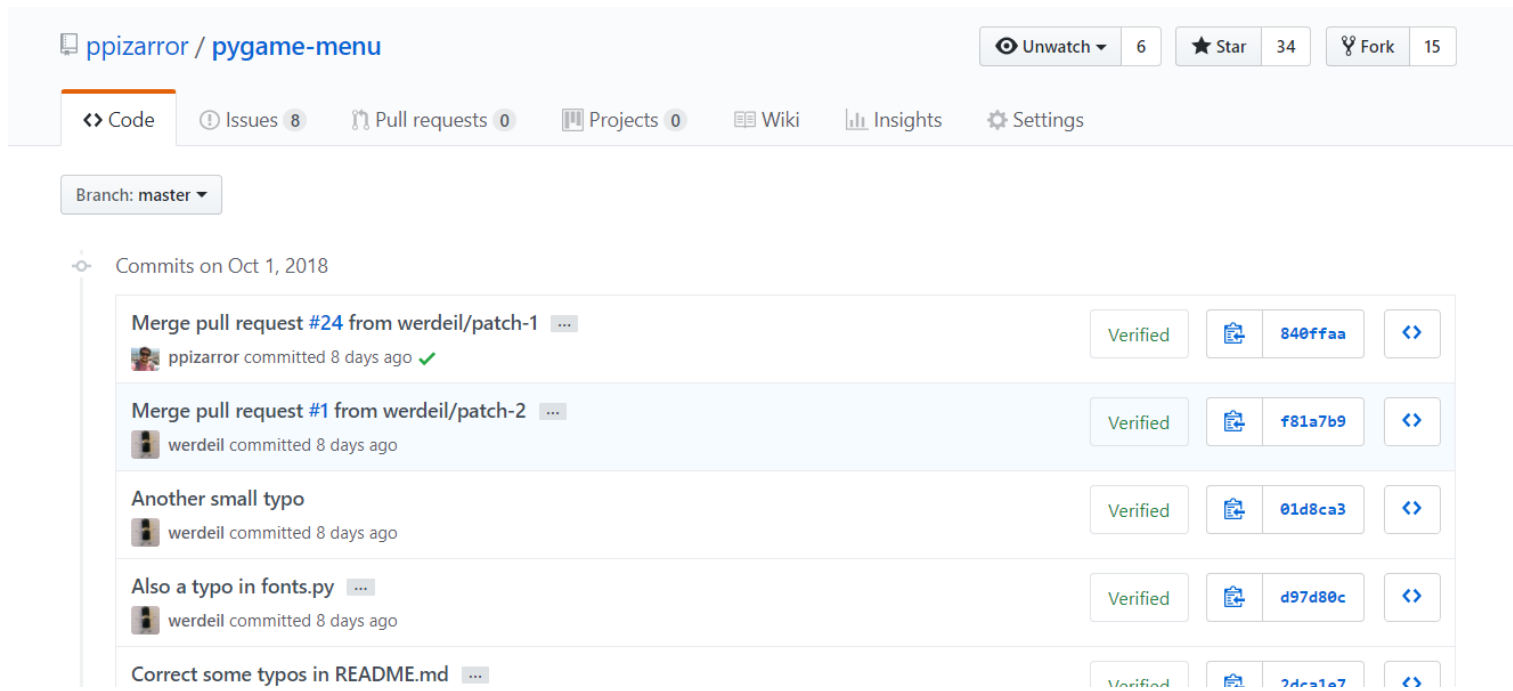 ppizarror / pygame-menu
Unwatch 6 Star 34 Fork 15
Code Issues 8 Pull requests 0 Projects 0 Wiki Insights Settings
Branch: master
Commits on Oct 1, 2018
Merge pull request #24 from werdeil/patch-1 ...
Verified 840ffaa
ppizarror committed 8 days ago
Merge pull request #1 from werdeil/patch-2 ...
Verified f81a7b9
werdeil committed 8 days ago
Another small typo
Verified 01d8ca3
werdeil committed 8 days ago
Also a typo in fonts.py ...
Verified d97d80c
werdeil committed 8 days ago
Correct some typos in README.md ...
Verified 2dca1e7